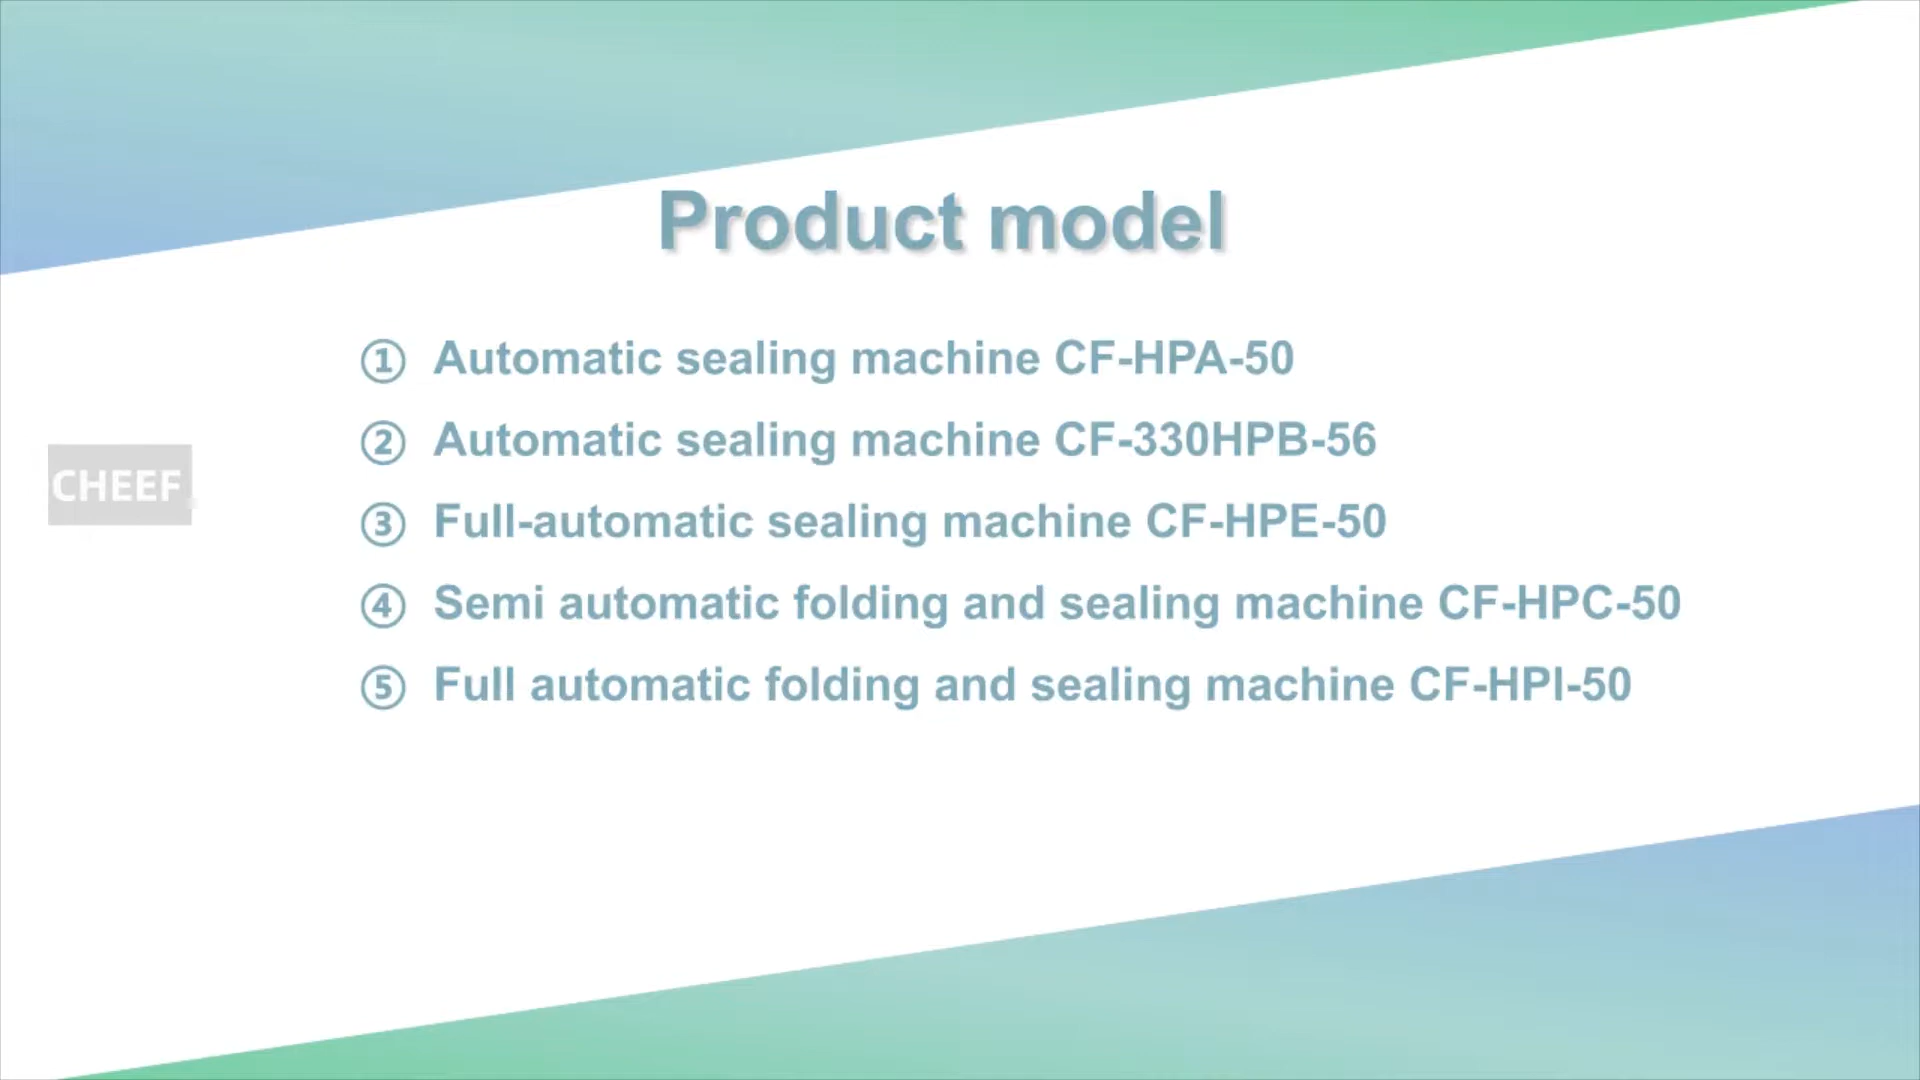 Product model
① Automatic sealing machine CF-HPA-50
② Automatic sealing machine CF-330HPB-56
CHEEF
③ Full-automatic sealing machine CF-HPE-50
④ Semi automatic folding and sealing machine CF-HPC-50
⑤ Full automatic folding and sealing machine CF-HPI-50